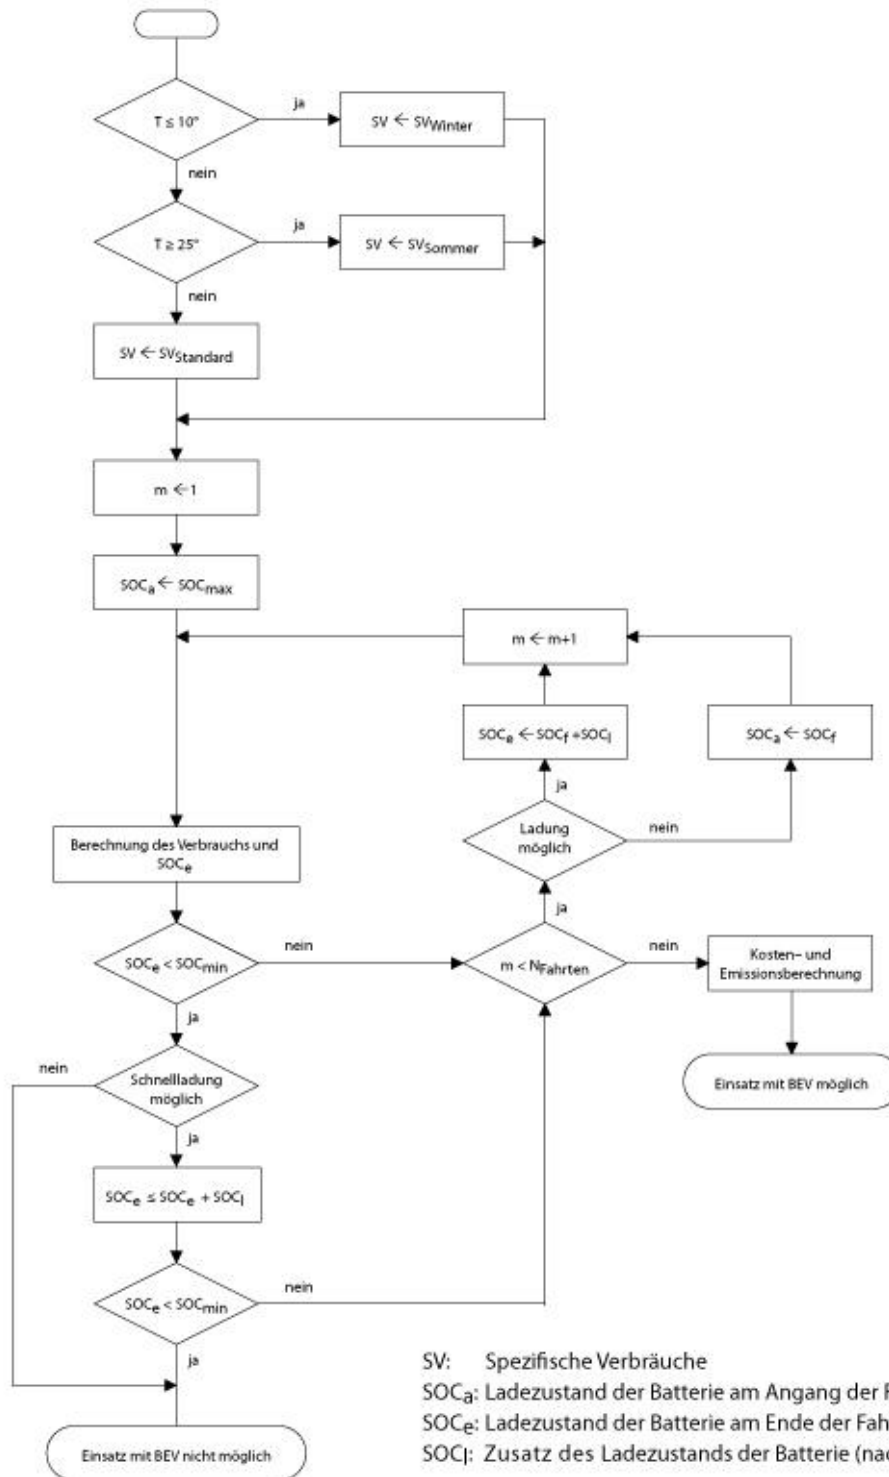 T ≤ 10°
ja
SV ← SVWinter
nein
T ≥ 25°
ja
SV ← SVSommer
nein
SV ← SVStandard
m ← 1
SOCa ← SOCmax
m ← m+1
SOCe ← SOCf +SOCl
SOCa ← SOCf
ja
Ladung
möglich
nein
Berechnung des Verbrauchs und
SOCe
ja
SOCe < SOCmin
nein
m < NFahrten
nein
Kosten- und
Emissionsberechnung
ja
nein
Schnellladung
möglich
Einsatz mit BEV möglich
ja
SOCe ≤ SOCe + SOCl
SOCe < SOCmin
nein
ja
SV: Spezifische Verbräuche
SOCa: Ladezustand der Batterie am Angang der
SOCe: Ladezustand der Batterie am Ende der
Einsatz mit BEV nicht möglich
SOCl: Zusatz des Ladezustands der Batterie